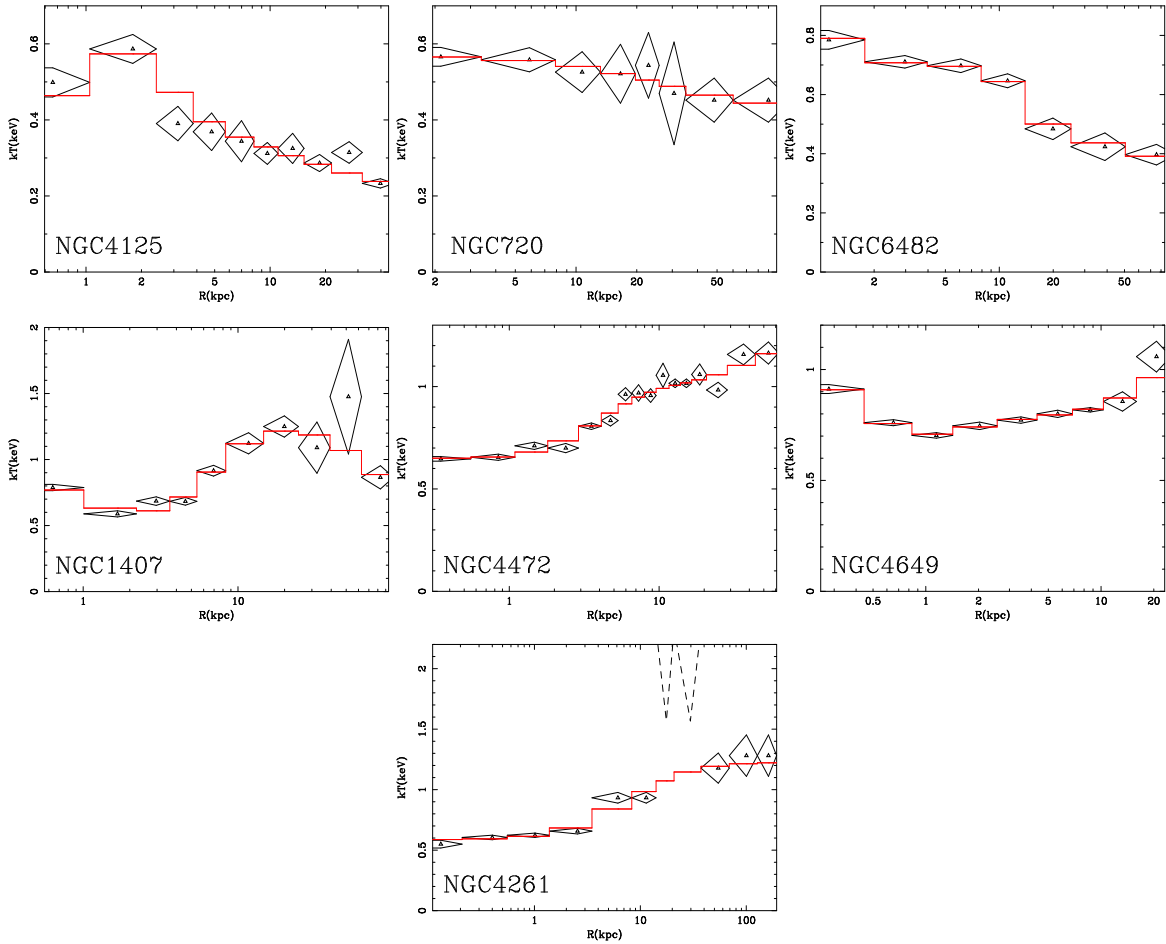 kT(keV)
0 0.2 0.4 0.6
NGC4125
1 2 5 10 20
R(kpc)
kT(keV)
0 0.2 0.4 0.6
NGC720
2 5 10 20 50
R(kpc)
kT(keV)
0 0.2 0.4 0.6 0.8
NGC6482
2 5 10 20 50
R(kpc)
kT(keV)
0 0.5 1 1.5 2
NGC1407
1 10
R(kpc)
kT(keV)
0 0.5 1
NGC4472
1 10
R(kpc)
kT(keV)
0 0.5 1
NGC4649
0.5 1 2 5 10 20
R(kpc)
kT(keV)
0 0.5 1 1.5 2
NGC4261
1 10 100
R(kpc)